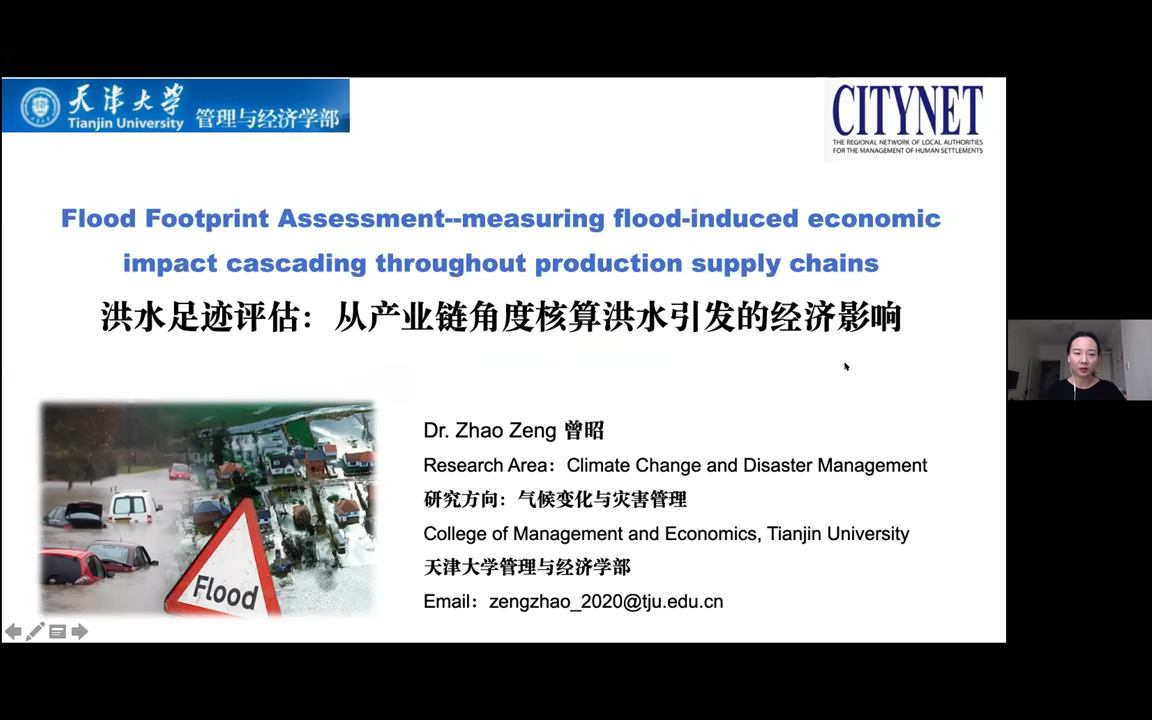 天津大学
Tianjin University
管理与经济学部
CITYNET
THE REGIONAL NETWORK OF LOCAL AUTHORITIES
FOR THE MANAGEMENT OF HUMAN SETTLEMENTS
Flood Footprint Assessment--measuring flood-induced economic
impact cascading throughout production supply chains
洪水足迹评估：从产业链角度核算洪水引发的经济影响
Flood
Dr. Zhao Zeng 曾昭
Research Area：Climate Change and Disaster Management
研究方向：气候变化与灾害管理
College of Management and Economics, Tianjin University
天津大学管理与经济学部
Email：zengzhao_2020@tju.edu.cn